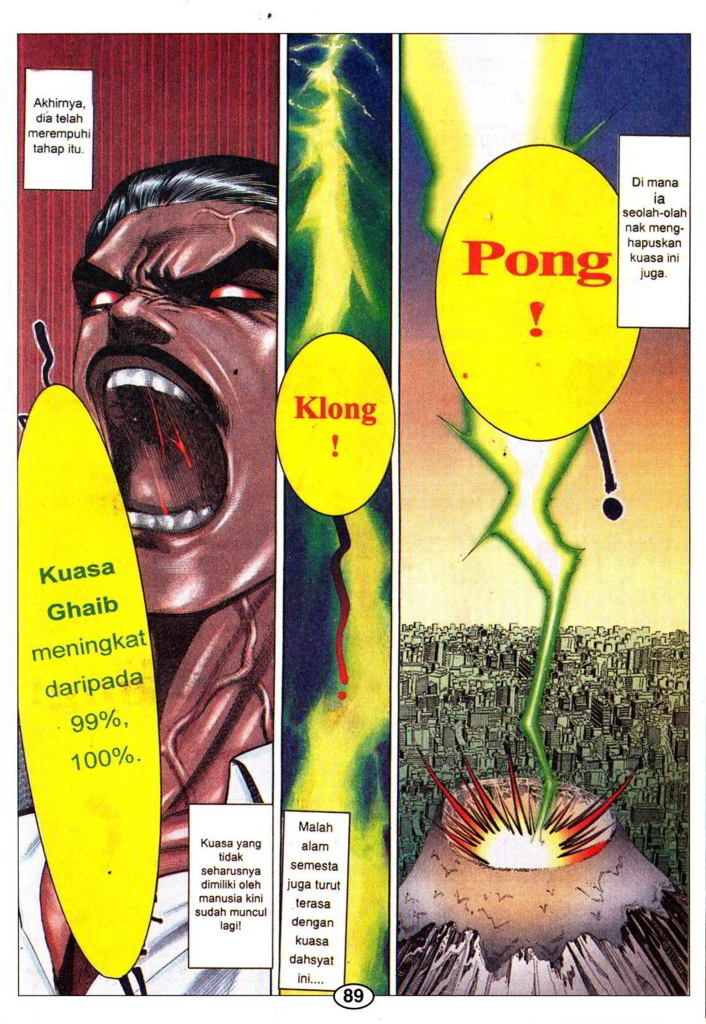 Akhirnya,
dia telah
merempuhi
tahap itu.
Kuasa
Ghaib
meningkat
daripada
99%,
100%.
Kuasa yang
tidak
seharusnya
dimiliki oleh
manusia kini
sudah muncul
lagi!
Klong
!
Malah
alam
semesta
juga turut
terasa
dengan
kuasa
dahsyat
ini....
Pong
!
Di mana
ia
seolah-olah
nak meng-
hapuskan
kuasa ini
juga.
89